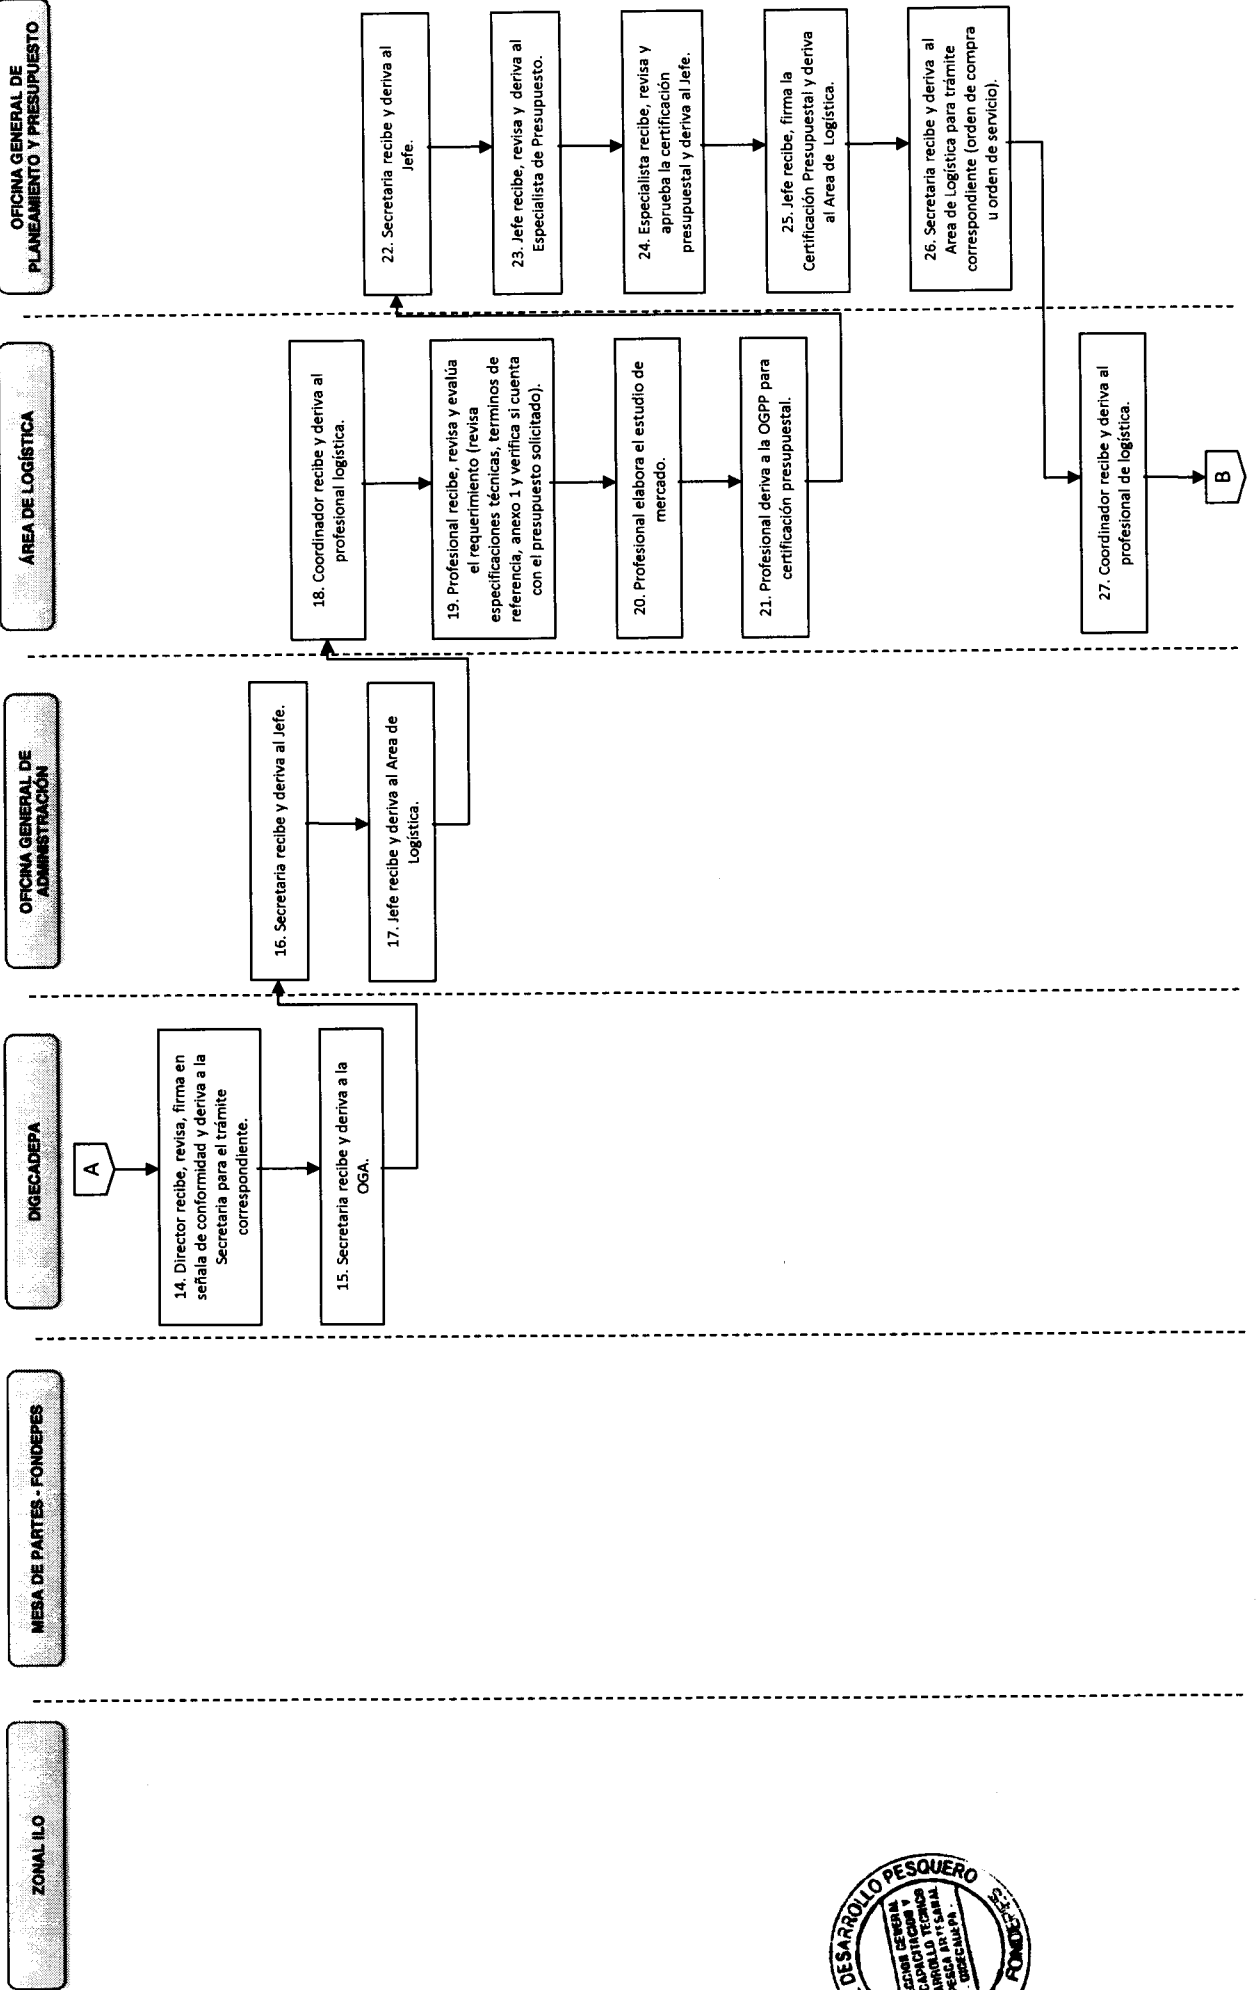 ZONAL ILO
MESA DE PARTES - FONDEPES
DIGECADEPA
OFICINA GENERAL DE
ADMINISTRACIÓN
ÁREA DE LOGÍSTICA
OFICINA GENERAL DE
PLANEAMIENTO Y PRESUPUESTO
A
14. Director recibe, revisa, firma en
señala de conformidad y deriva a la
Secretaria para el trámite
correspondiente.
15. Secretaria recibe y deriva a la
OGA.
16. Secretaria recibe y deriva al Jefe.
17. Jefe recibe y deriva al Area de
Logística.
18. Coordinador recibe y deriva al
profesional logística.
19. Profesional recibe, revisa y evalúa
el requerimiento (revisa
especificaciones técnicas, terminos de
referencia, anexo 1 y verifica si cuenta
con el presupuesto solicitado).
20. Profesional elabora el estudio de
mercado.
21. Profesional deriva a la OGPP para
certificación presupuestal.
22. Secretaria recibe y deriva al
Jefe.
23. Jefe recibe, revisa y deriva al
Especialista de Presupuesto.
24. Especialista recibe, revisa y
aprueba la certificación
presupuestal y deriva al Jefe.
25. Jefe recibe, firma la
Certificación Presupuestal y deriva
al Area de Logística.
26. Secretaria recibe y deriva al
Area de Logística para trámite
correspondiente (orden de compra
u orden de servicio).
27. Coordinador recibe y deriva al
profesional de logística.
B
DESARROLLO PESQUERO
GENERAL
TECNICO
FONDEPES